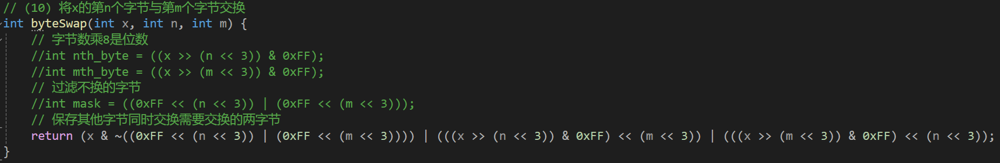 // (10) 将x的第n个字节与第m个字节交换
int byteSwap(int x, int n, int m) {
// 字节数乘8是位数
//int nth_byte = ((x >> (n << 3)) & 0xFF);
//int mth_byte = ((x >> (m << 3)) & 0xFF);
// 过滤不换的字节
//int mask = ((0xFF << (n << 3)) | (0xFF << (m << 3)));
// 保存其他字节同时交换需要交换的两字节
return (x & ~((0xFF << (n << 3)) | (0xFF << (m << 3)))) | (((x >> (n << 3)) & 0xFF) << (m << 3)) | (((x >> (m << 3)) & 0xFF) << (n << 3));
}